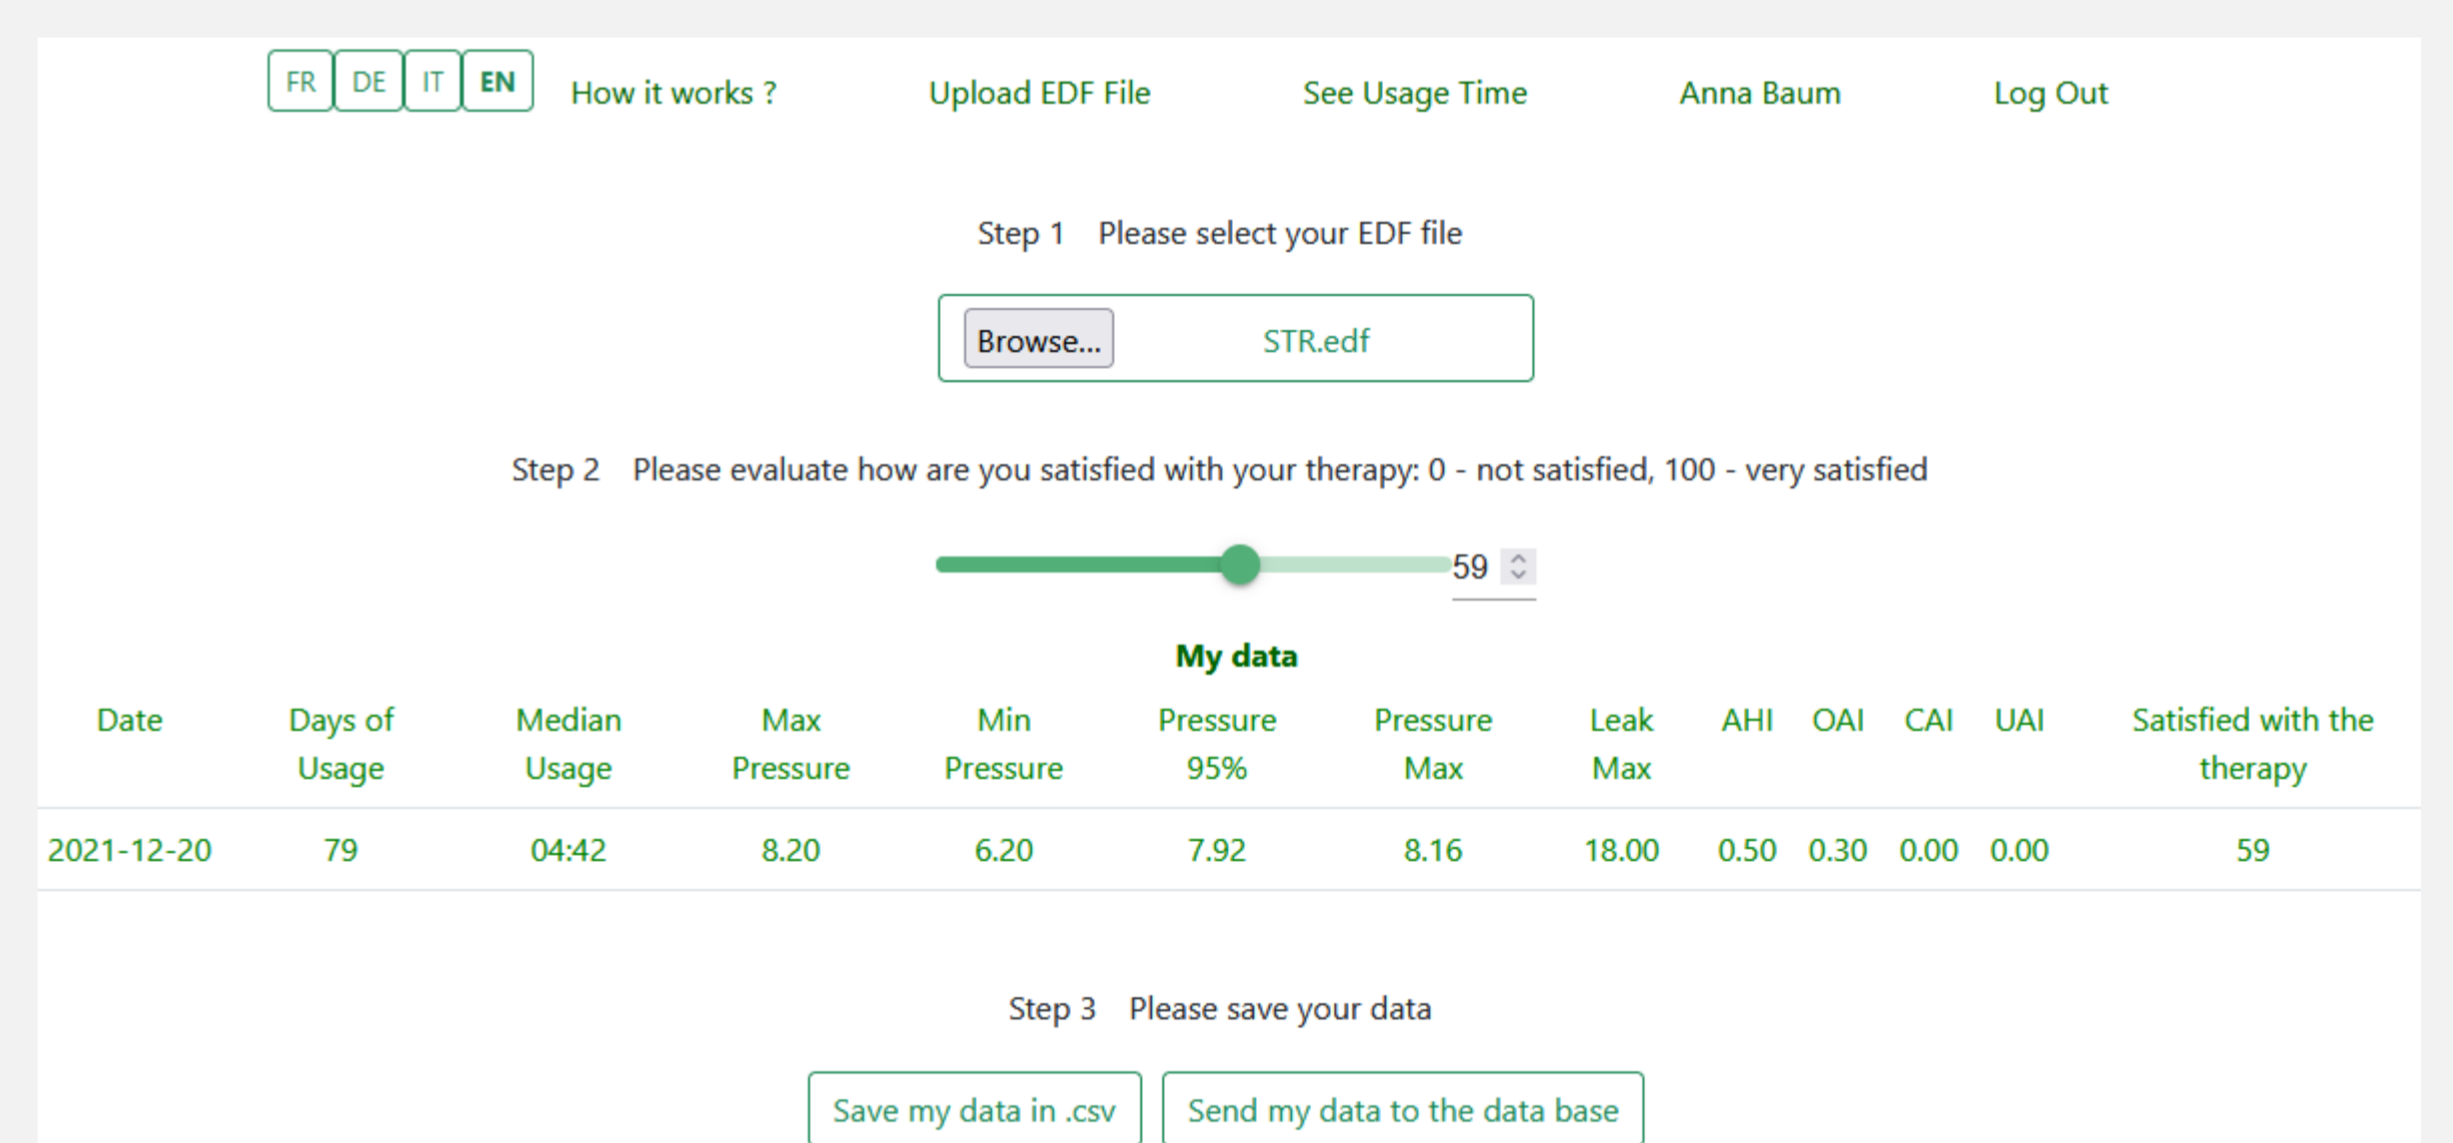 FR DE IT EN How it works ? Upload EDF File See Usage Time Anna Baum Log Out
Step 1 Please select your EDF file
Browse... STR.edf
Step 2 Please evaluate how are you satisfied with your therapy: 0 - not satisfied, 100 - very satisfied
59
My data
Date Days of Median Max Min Pressure Pressure Leak AHI OAI CAI UAI Satisfied with the
Usage Usage Pressure Pressure 95% Max Max therapy
2021-12-20 79 04:42 8.20 6.20 7.92 8.16 18.00 0.50 0.30 0.00 0.00 59
Step 3 Please save your data
Save my data in .csv Send my data to the data base